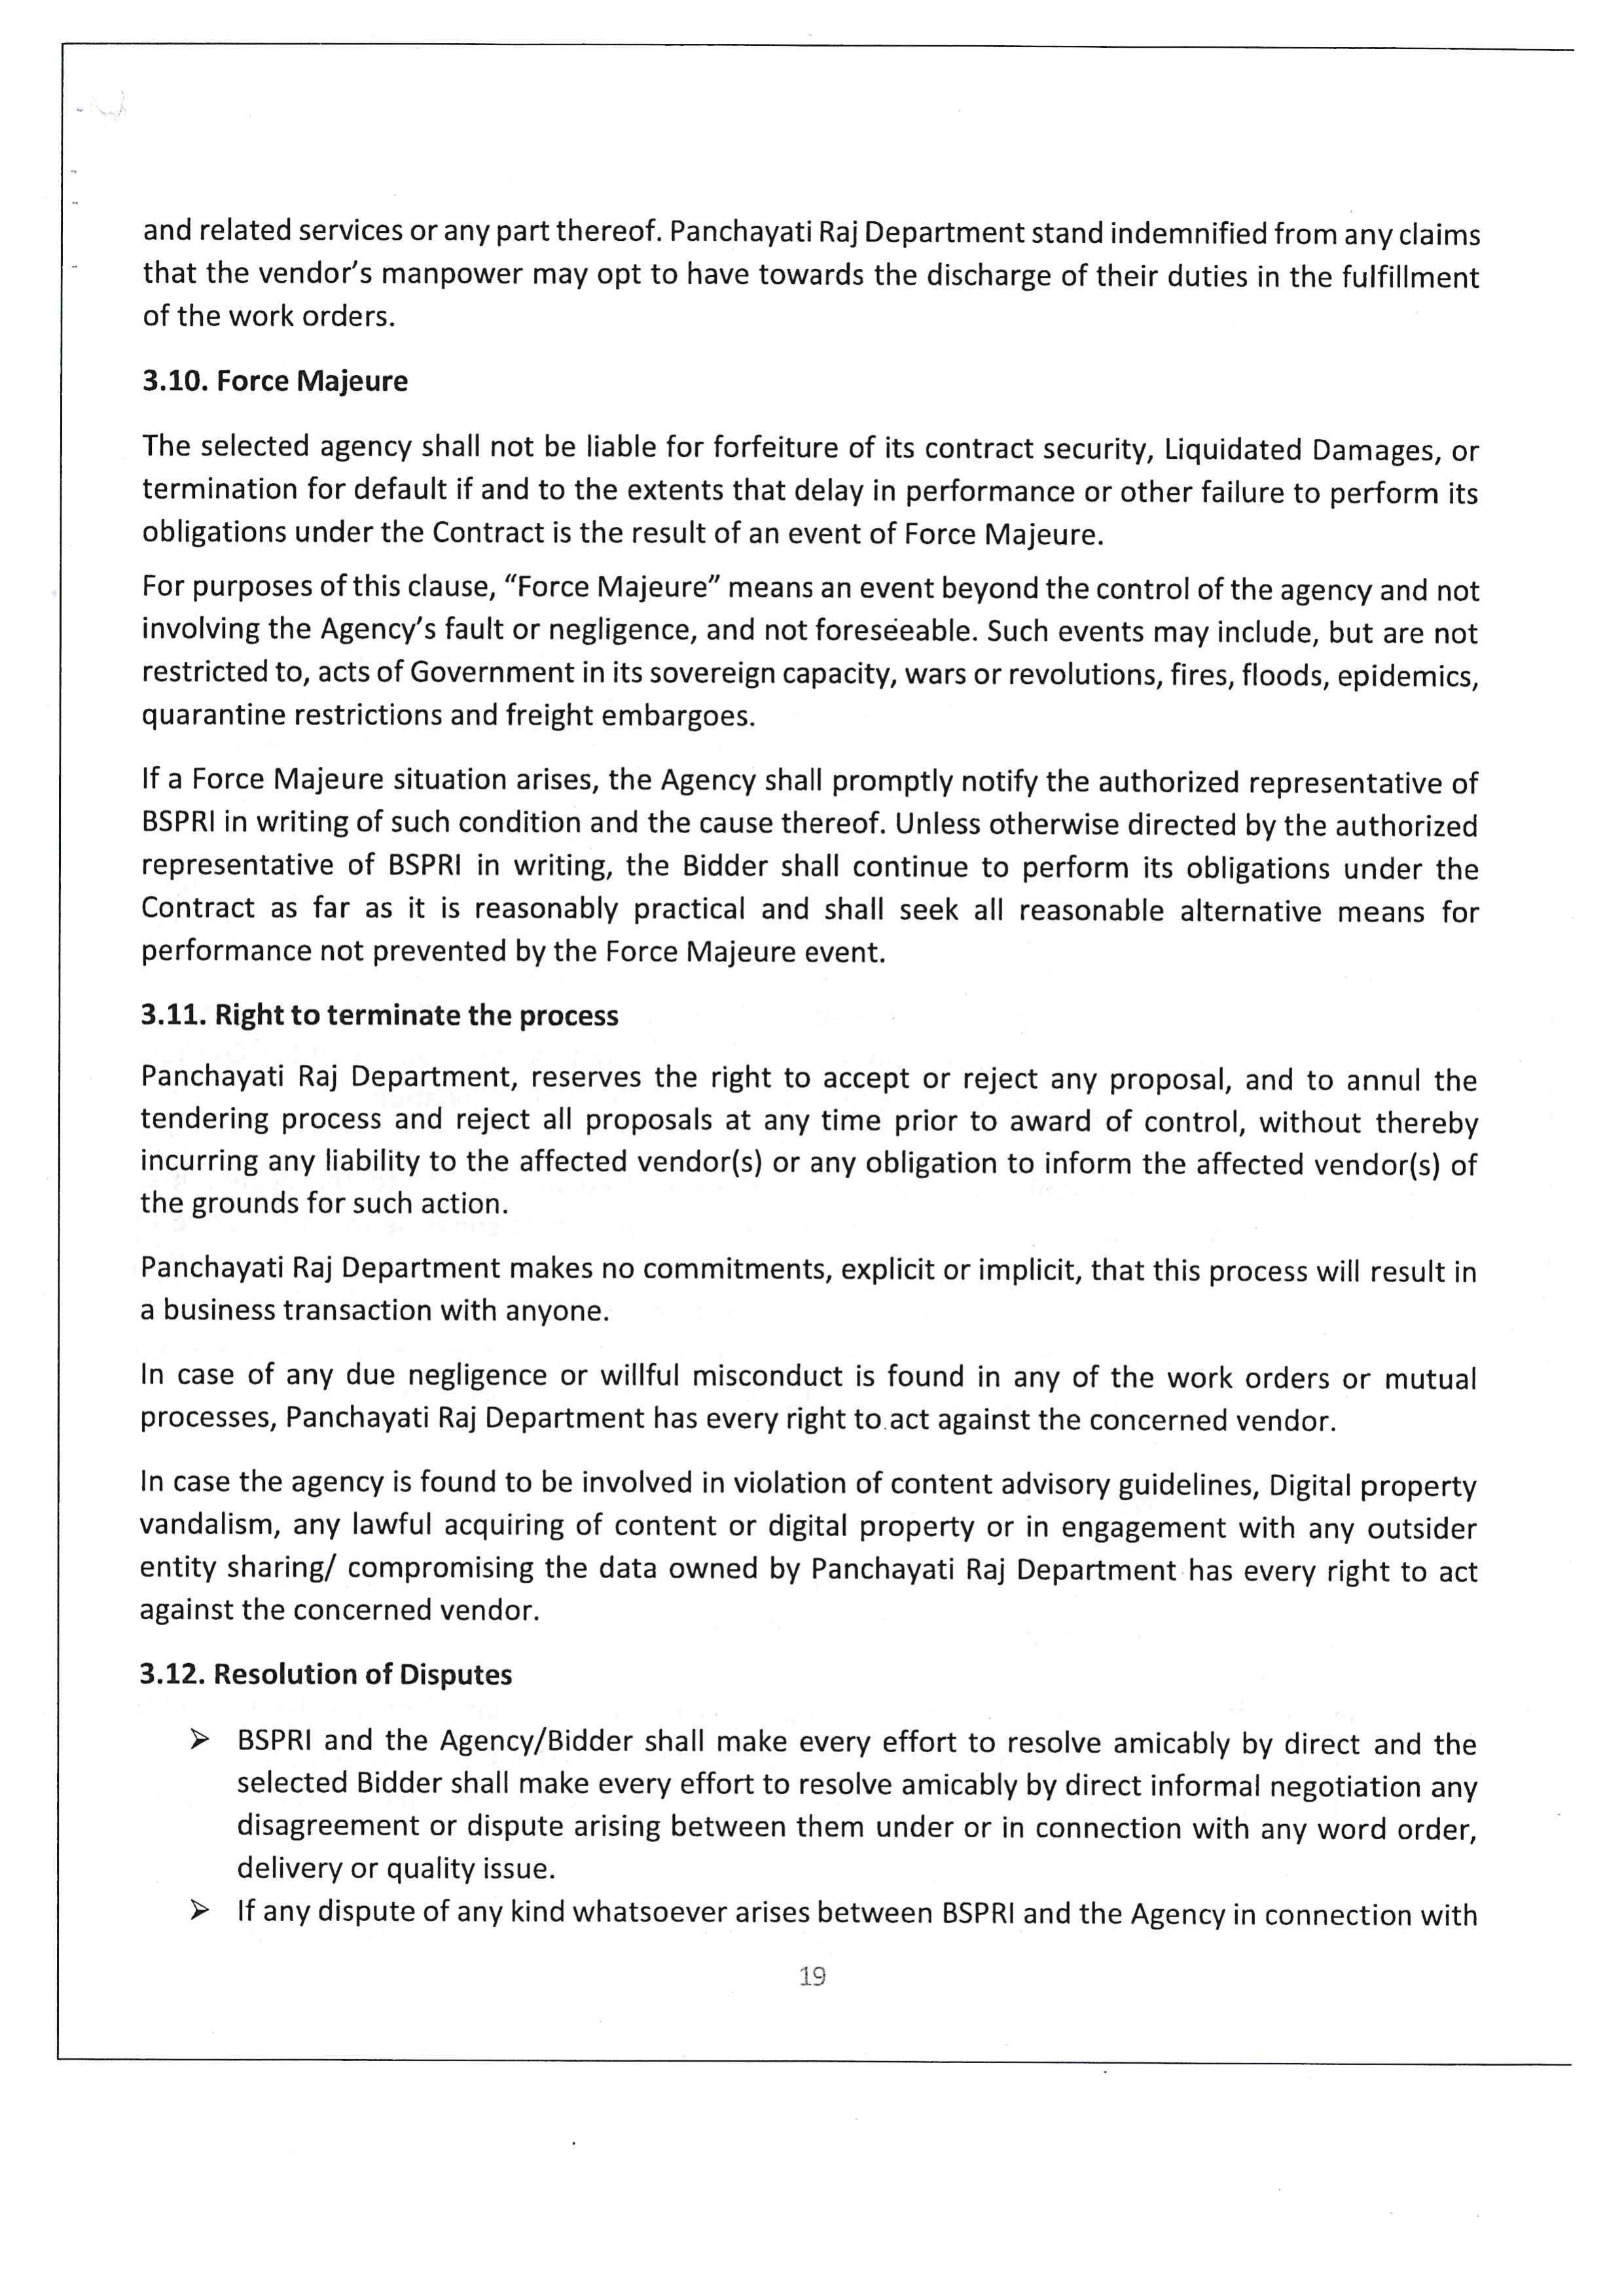 and related services or any part thereof. Panchayati Raj Department stand indemnified from any claims
that the vendor’s manpower may opt to have towards the discharge of their duties in the fulfillment
of the work orders.
3.10. Force Majeure
The selected agency shall not be liable for forfeiture of its contract security, Liquidated Damages, or
termination for default if and to the extents that delay in performance or other failure to perform its
obligations under the Contract is the result of an event of Force Majeure.
For purposes of this clause, “Force Majeure” means an event beyond the control of the agency and not
involving the Agency’s fault or negligence, and not foreseeable. Such events may include, but are not
restricted to, acts of Government in its sovereign capacity, wars or revolutions, fires, floods, epidemics,
quarantine restrictions and freight embargoes.
If a Force Majeure situation arises, the Agency shall promptly notify the authorized representative of
BSPRI in writing of such condition and the cause thereof. Unless otherwise directed by the authorized
representative of BSPRI in writing, the Bidder shall continue to perform its obligations under the
Contract as far as it is reasonably practical and shall seek all reasonable alternative means for
performance not prevented by the Force Majeure event.
3.11. Right to terminate the process
Panchayati Raj Department, reserves the right to accept or reject any proposal, and to annul the
tendering process and reject all proposals at any time prior to award of control, without thereby
incurring any liability to the affected vendor(s) or any obligation to inform the affected vendor(s) of
the grounds for such action.
Panchayati Raj Department makes no commitments, explicit or implicit, that this process will result in
a business transaction with anyone.
In case of any due negligence or willful misconduct is found in any of the work orders or mutual
processes, Panchayati Raj Department has every right to act against the concerned vendor.
In case the agency is found to be involved in violation of content advisory guidelines, Digital property
vandalism, any lawful acquiring of content or digital property or in engagement with any outsider
entity sharing/ compromising the data owned by Panchayati Raj Department has every right to act
against the concerned vendor.
3.12. Resolution of Disputes
➢ BSPRI and the Agency/Bidder shall make every effort to resolve amicably by direct and the
selected Bidder shall make every effort to resolve amicably by direct informal negotiation any
disagreement or dispute arising between them under or in connection with any word order,
delivery or quality issue.
➢ If any dispute of any kind whatsoever arises between BSPRI and the Agency in connection with
19